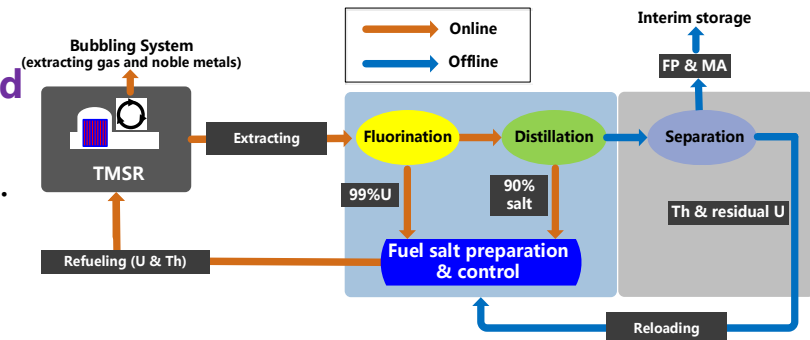 Interim storage
Online
Offline
Bubbling System
(extracting gas and noble metals)
d
FP & MA
Extracting
Fluorination
Distillation
Separation
TMSR
.
99%U
90%
salt
Th & residual U
Fuel salt preparation
& control
Refueling (U & Th)
Reloading